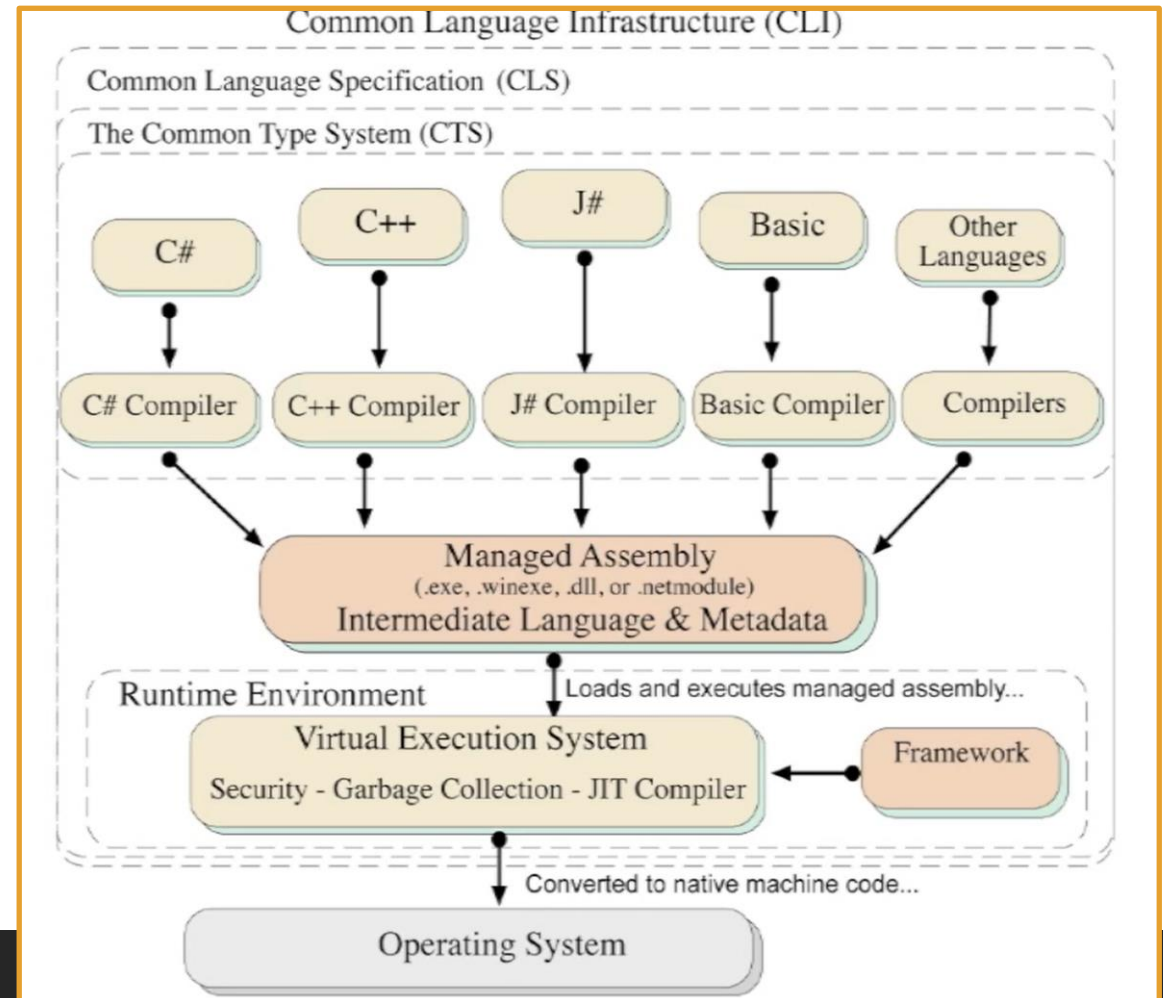 Common Language Infrastructure (CLI)
Common Language Specification (CLS)
The Common Type System (CTS)
C#
C++
J#
Basic
Other
Languages
C# Compiler
C++ Compiler
J# Compiler
Basic Compiler
Compilers
Managed Assembly
(.exe, .winexe, .dll, or .netmodule)
Intermediate Language & Metadata
Runtime Environment
Loads and executes managed assembly...
Virtual Execution System
Security - Garbage Collection - JIT Compiler
Framework
Converted to native machine code...
Operating System